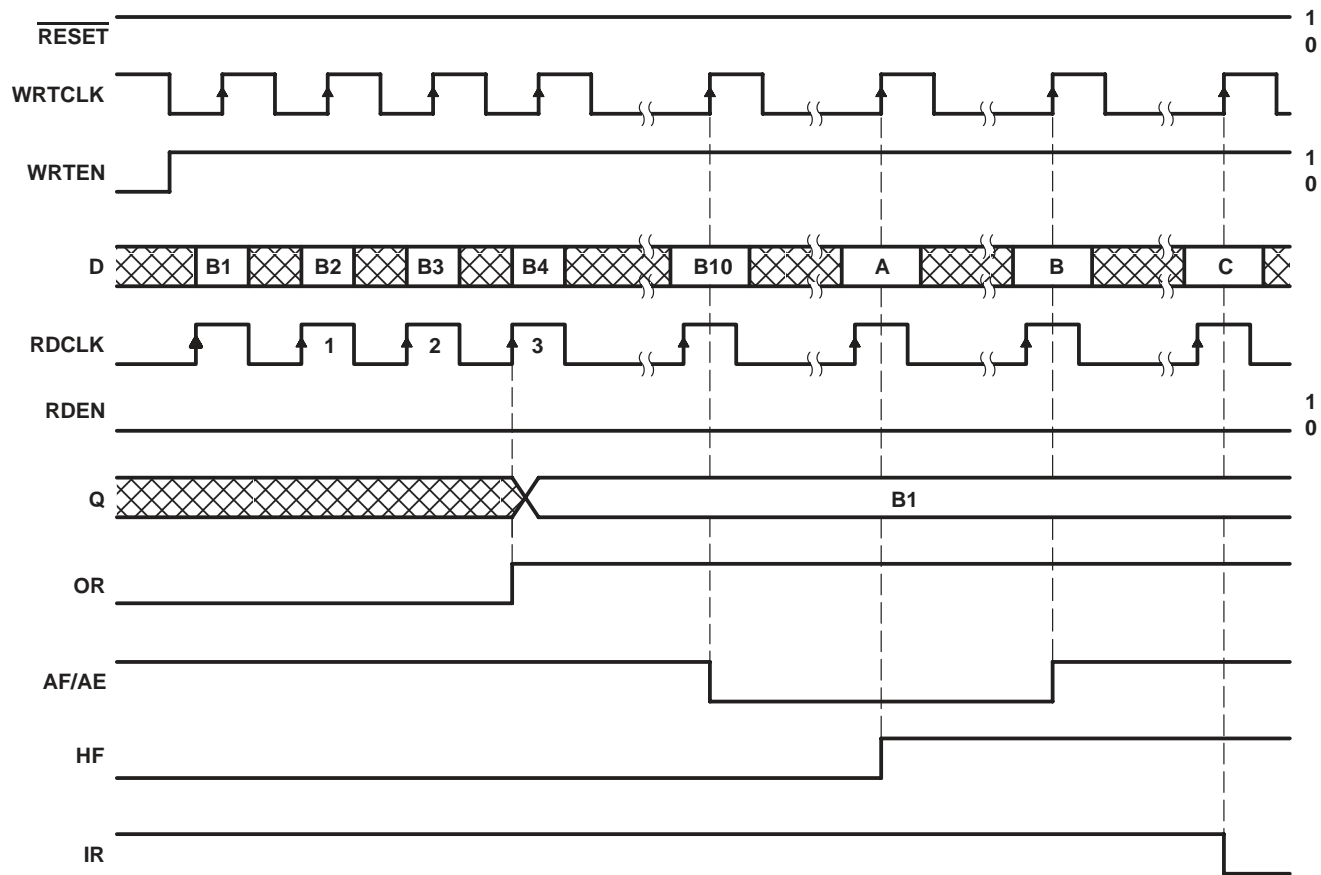 RESET 1
0
WRTCLK
WRTEN 1
0
D B1 B2 B3 B4 B10 A B C
RDCLK 1 2 3
RDEN 1
0
Q B1
OR
AF/AE
HF
IR